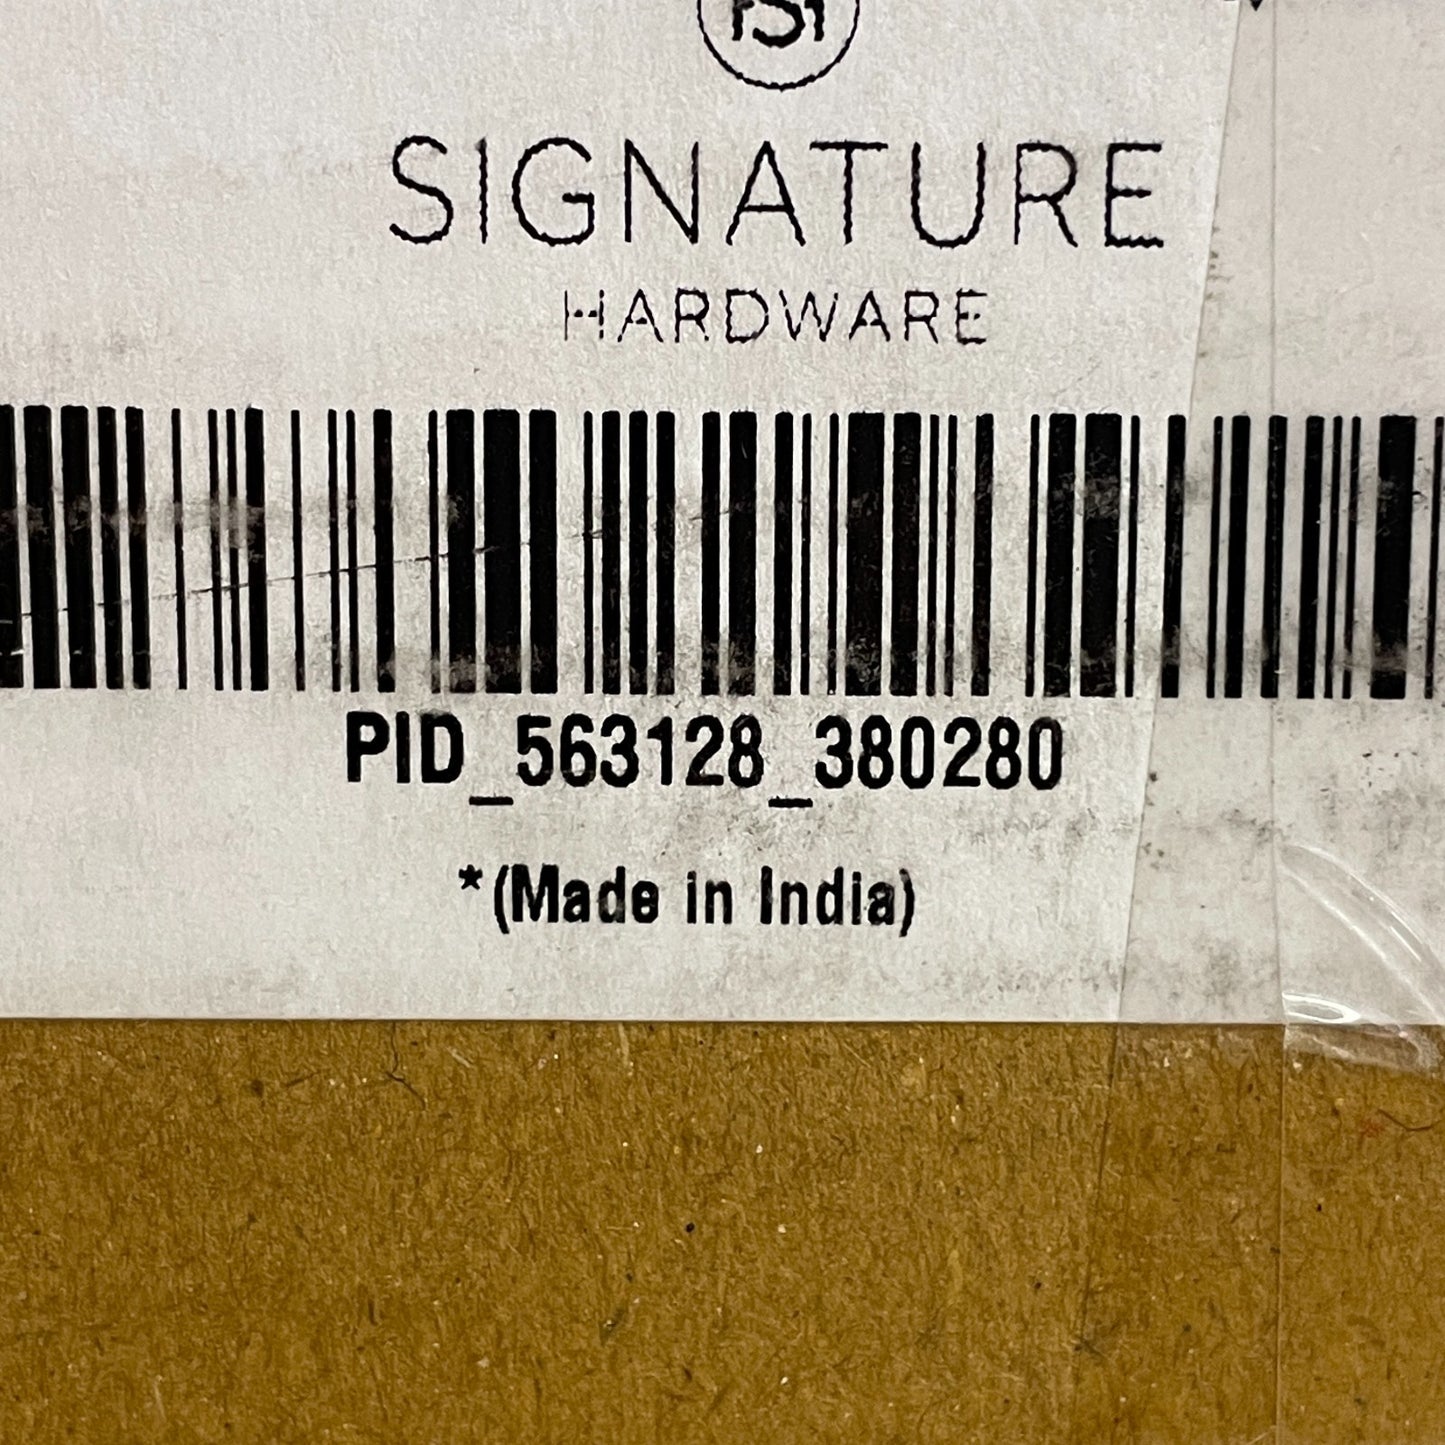 SIGNATURE
HARDWARE
PID_563128_380280
*(Made in India)